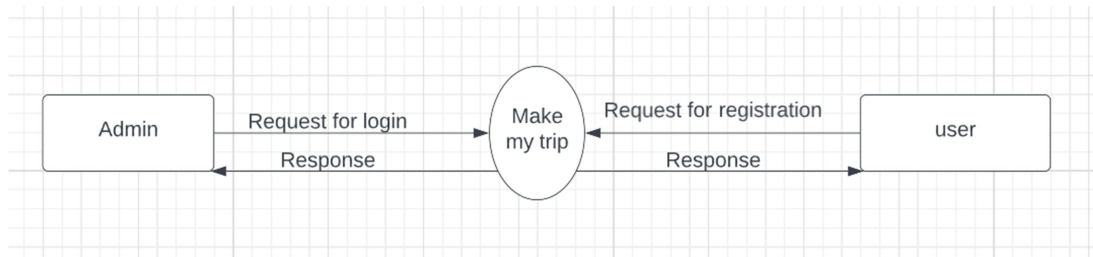 Admin
Request for login
Response
Make
my trip
Request for registration
Response
user